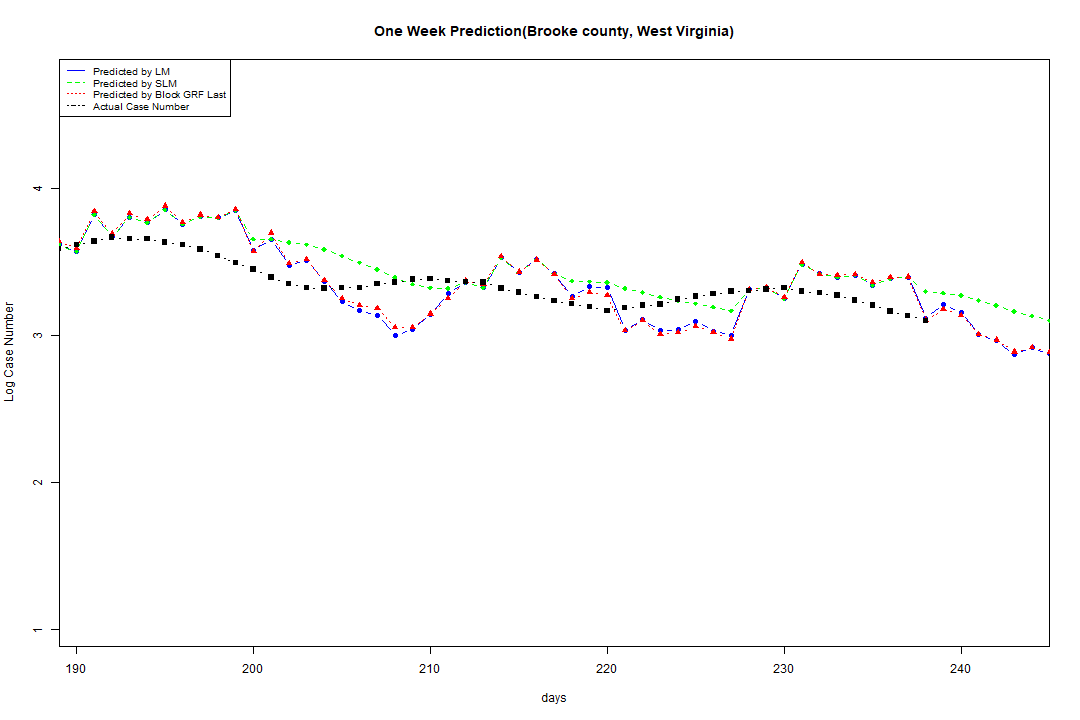 One Week Prediction(Brooke county, West Virginia)
Predicted by LM
Predicted by SLM
Predicted by Block GRF Last
Actual Case Number
Log Case Number
4
3
2
1
190 200 210 220 230 240
days